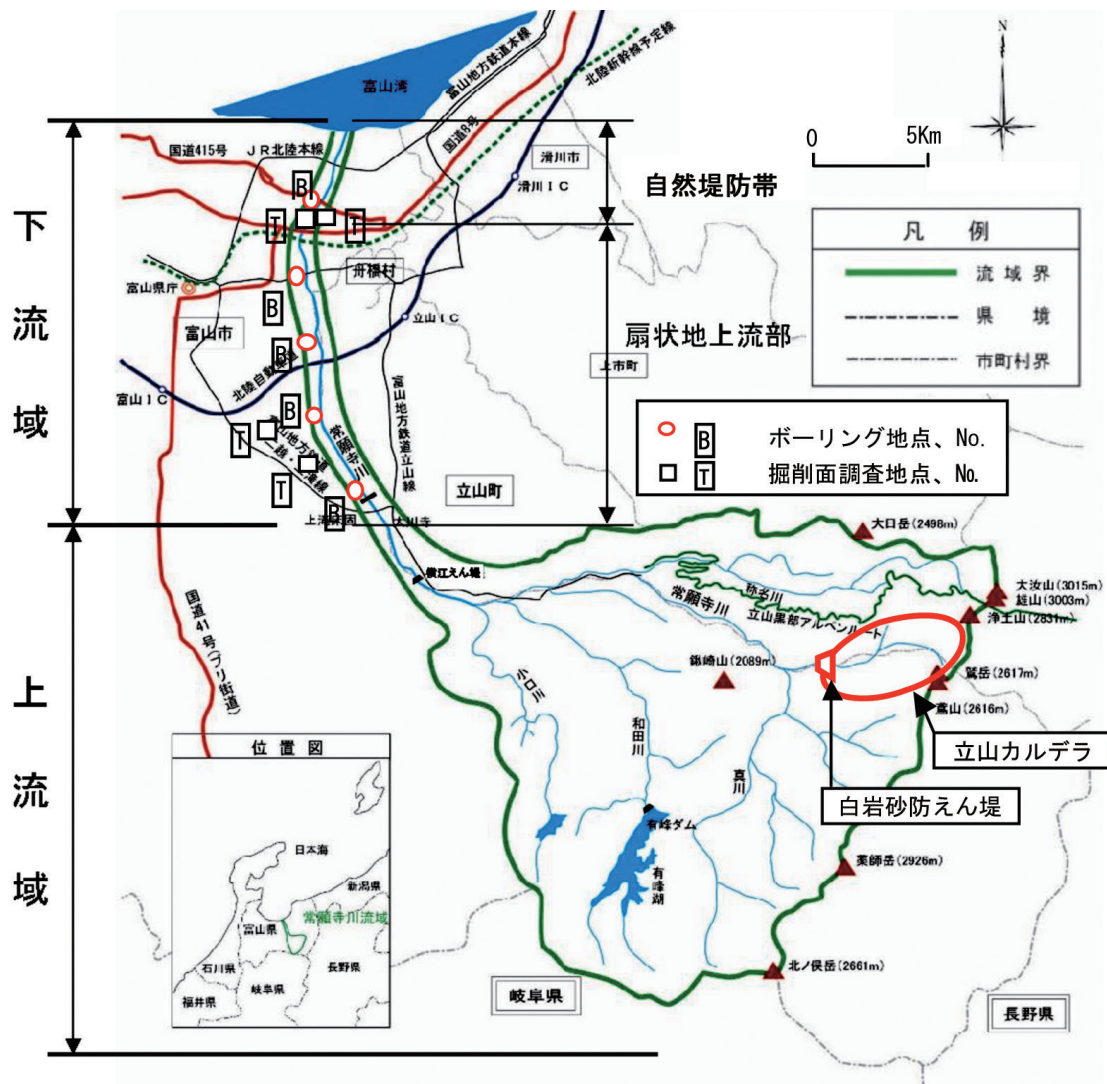 富山湾
富山地方鉄道本線
北陸新幹線予定線
国道8号
国道415号
JR北陸本線
滑川市
滑川IC
N
0
5Km
自然堤防帯
B
T
T
凡 例
流域界
県 境
市町村界
下流域
富山県庁
舟橋村
富山市
B
立山IC
扇状地上流部
上市町
B
北陸自動車道
富山IC
富山地方鉄道立山線
B
T
T
B
常願寺川
立山町
ボーリング地点、No.
B
掘削面調査地点、No.
T
大川寺
横江えん堤
大日岳(2498m)
大汝山(3015m)
雄山(3003m)
浄土山(2831m)
称名川
立山黒部アルペンルート
常願寺川
鍬崎山(2089m)
鷲岳(2617m)
鳶山(2616m)
立山カルデラ
白岩砂防えん堤
小口川
和田川
真川
有峰ダム
有峰湖
薬師岳(2926m)
北ノ俣岳(2661m)
上流域
国道41号(ブリ街道)
位置図
日本海
新潟県
常願寺川流域
富山県
石川県
長野県
岐阜県
福井県
岐阜県
長野県